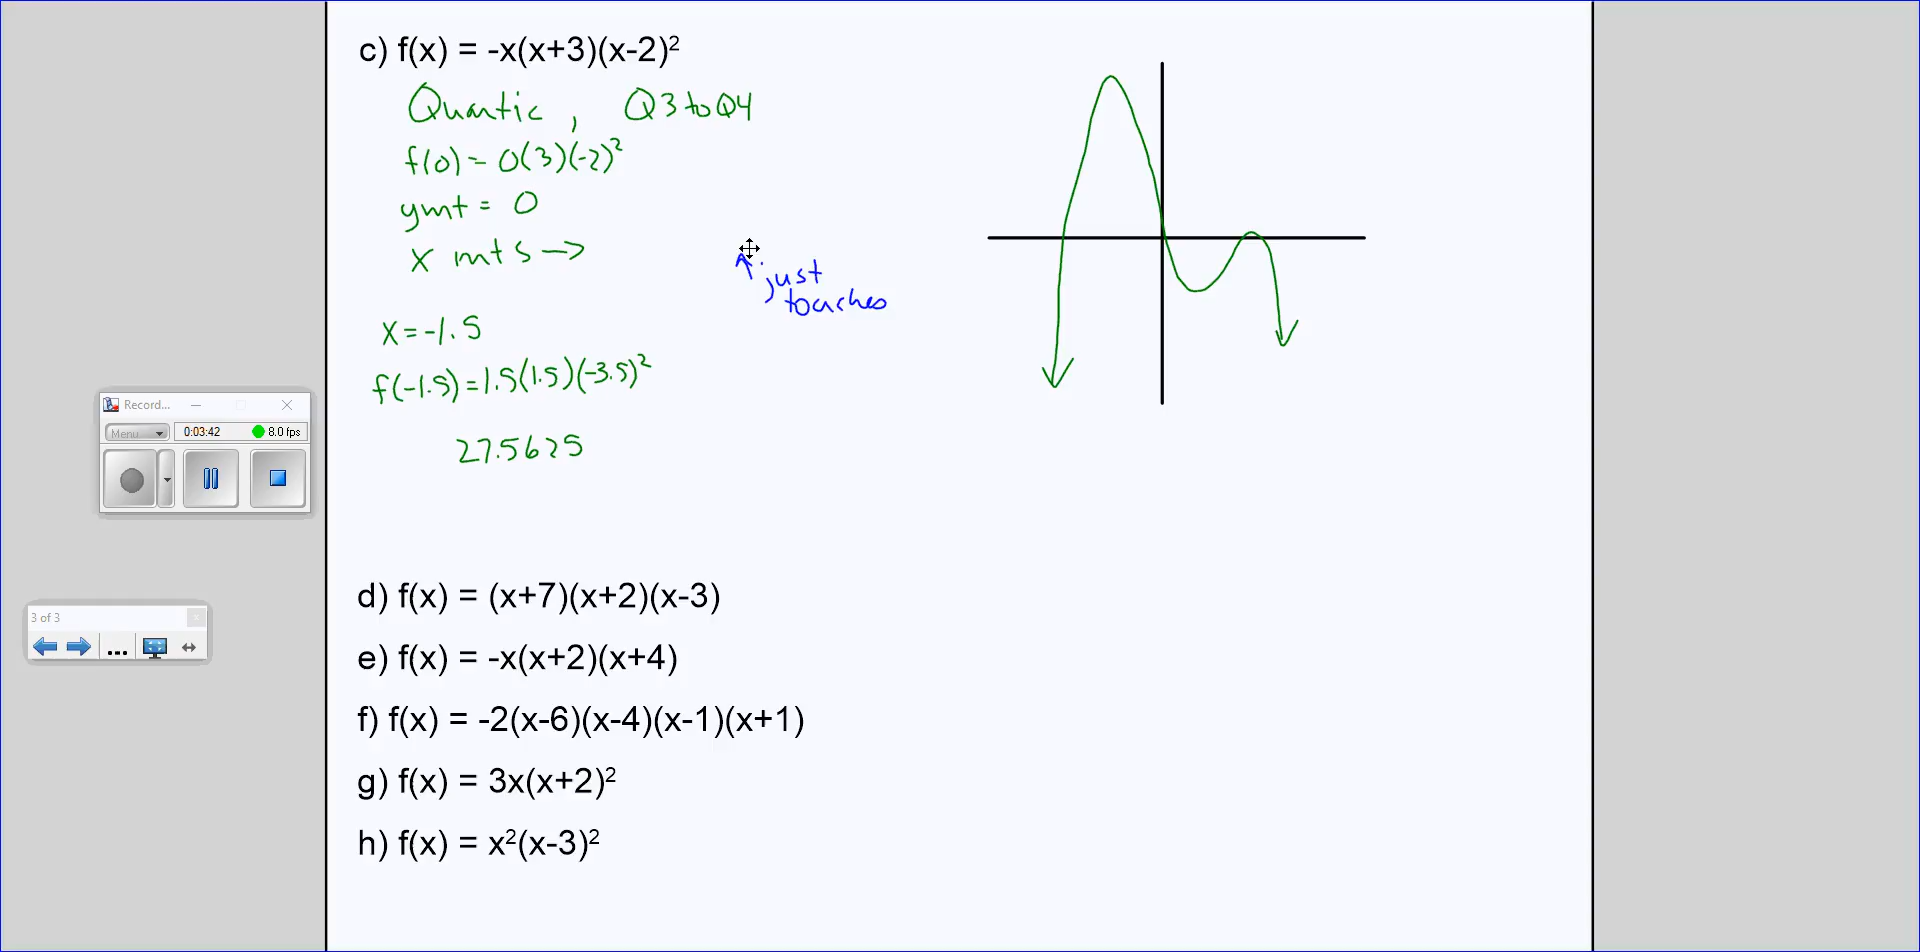 c) f(x) = -x(x+3)(x-2)²
Quartic, Q3 to Q4
f(0) = 0(3)(-2)²
yint = 0
x ints →
just
touches
x = -1.5
f(-1.5) = 1.5(1.5)(-3.5)²
27.5625
Record...
Menu
0:03:42
8.0 fps
3 of 3
...
d) f(x) = (x+7)(x+2)(x-3)
e) f(x) = -x(x+2)(x+4)
f) f(x) = -2(x-6)(x-4)(x-1)(x+1)
g) f(x) = 3x(x+2)²
h) f(x) = x²(x-3)²